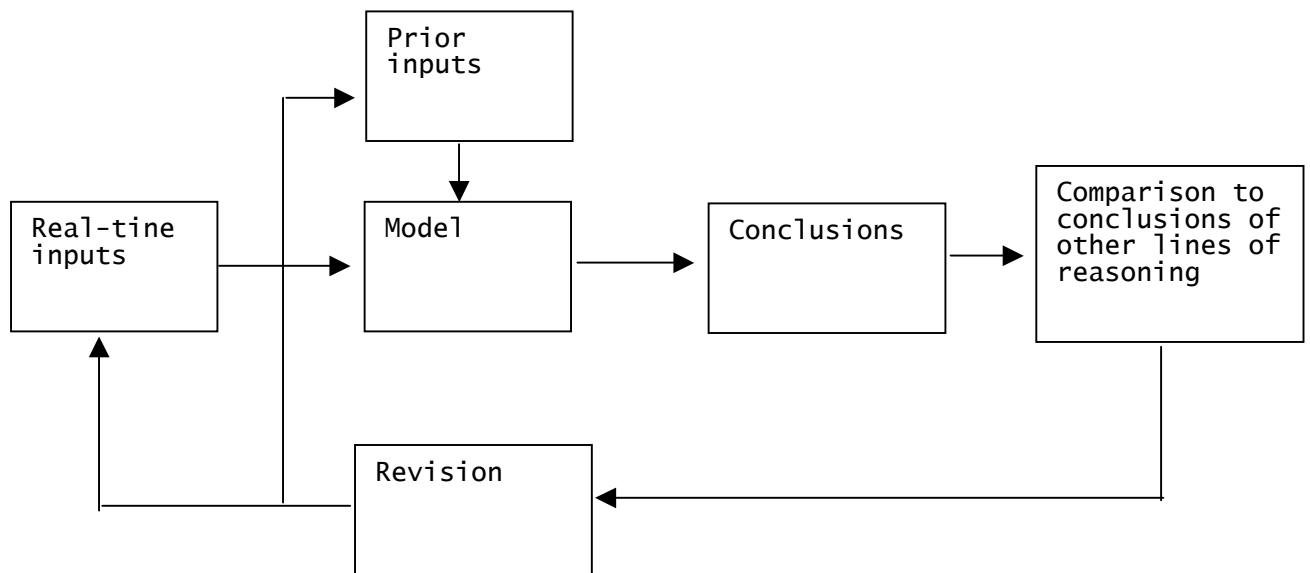 Prior
inputs
Real-tine
inputs
Model
Conclusions
Comparison to
conclusions of
other lines of
reasoning
Revision